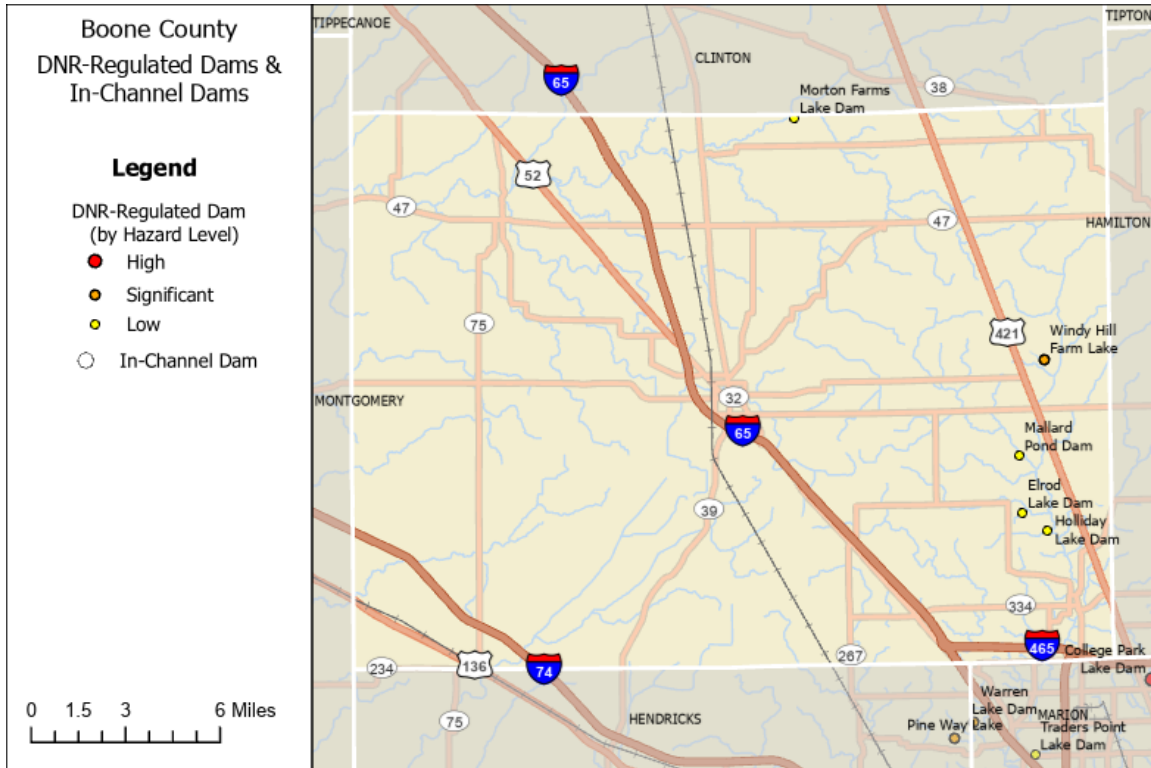 Boone County
DNR-Regulated Dams &
In-Channel Dams
Legend
DNR-Regulated Dam
(by Hazard Level)
High
Significant
Low
In-Channel Dam
0 1.5 3 6 Miles
TIPPECANOE
TIPTON
CLINTON
65
38
Morton Farms
Lake Dam
52
47
47
HAMILTON
75
421
Windy Hill
Farm Lake
MONTGOMERY
32
65
Mallard
Pond Dam
Elrod
Lake Dam
39
Holliday
Lake Dam
334
465
College Park
Lake Dam
267
234
136
74
Warren
Lake Dam
75
HENDRICKS
MARION
Pine Way Lake
Traders Point
Lake Dam